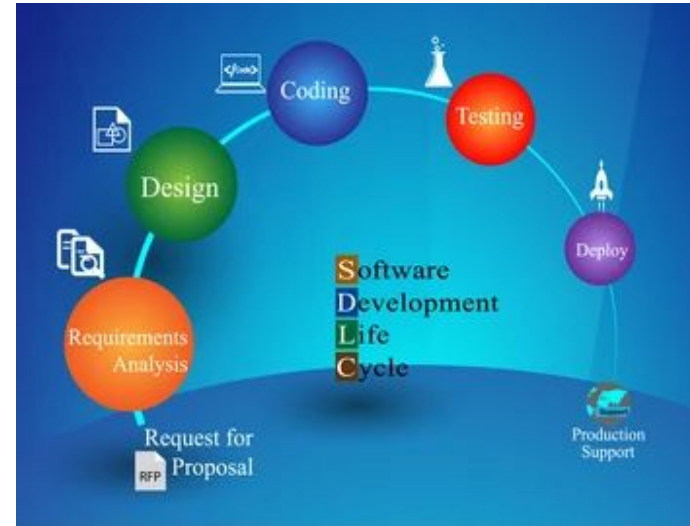 </Code>
Coding
Testing
Design
Deploy
Requirements
Analysis
Software
Development
Life
Cycle
Request for
Proposal
RFP
Production
Support